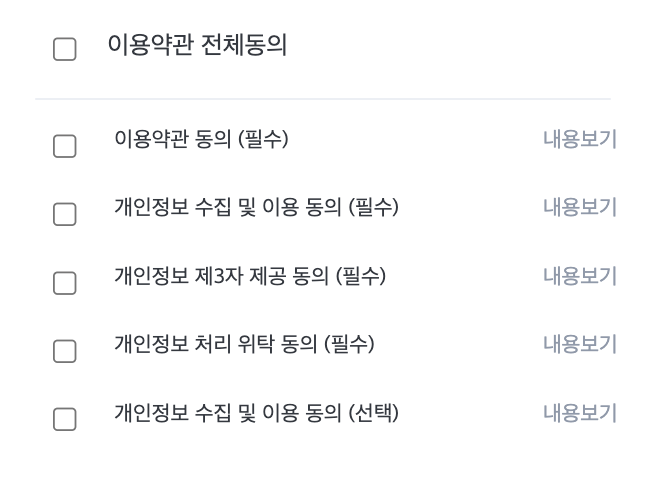 이용약관 전체동의
이용약관 동의 (필수) 내용보기
개인정보 수집 및 이용 동의 (필수) 내용보기
개인정보 제3자 제공 동의 (필수) 내용보기
개인정보 처리 위탁 동의 (필수) 내용보기
개인정보 수집 및 이용 동의 (선택) 내용보기